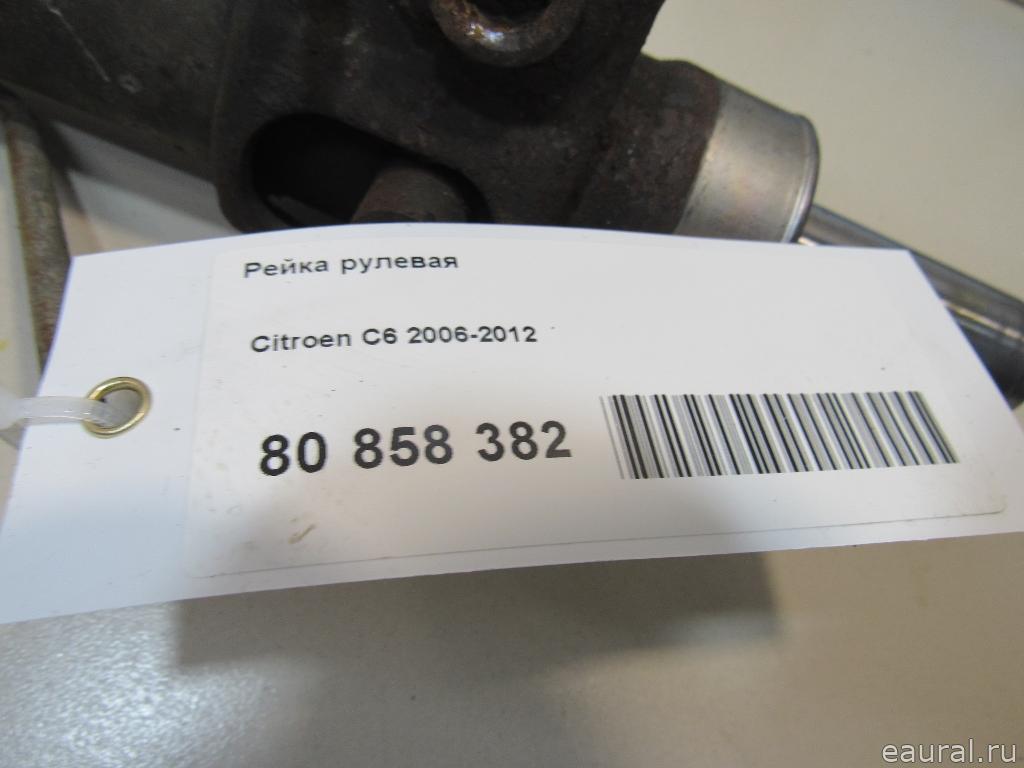 Рейка рулевая
Citroen C6 2006-2012
80 858 382
eaural.ru